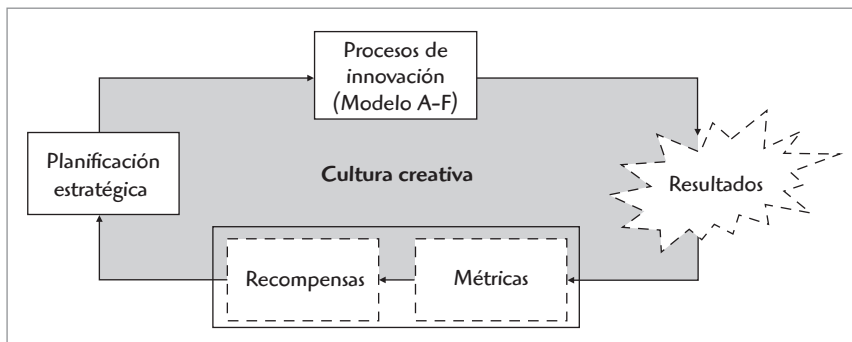 Procesos de
innovación
(Modelo A-F)
Planificación
estratégica
Cultura creativa
Resultados
Recompensas
Métricas